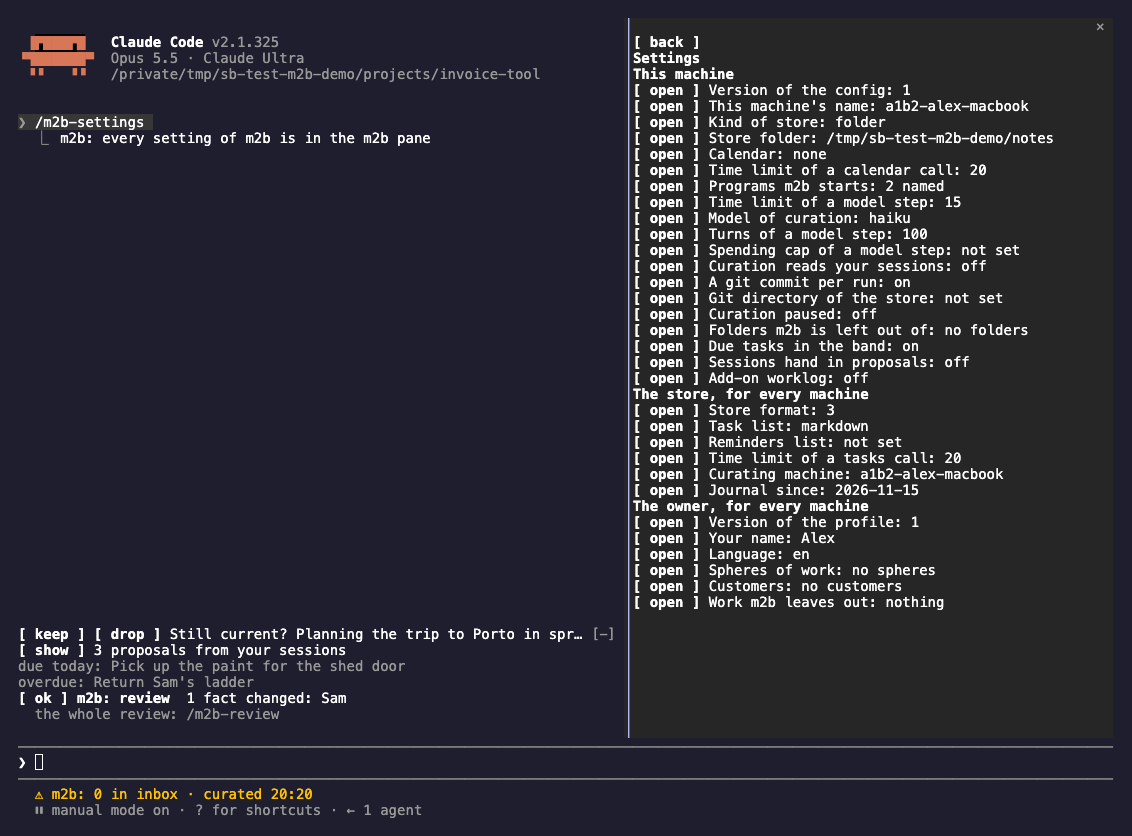 Claude Code v2.1.325
Opus 5.5 · Claude Ultra
/private/tmp/sb-test-m2b-demo/projects/invoice-tool
❯ /m2b-settings
⎿ m2b: every setting of m2b is in the m2b pane
[ keep ] [ drop ] Still current? Planning the trip to Porto in spr… [−]
[ show ] 3 proposals from your sessions
due today: Pick up the paint for the shed door
overdue: Return Sam's ladder
[ ok ] m2b: review  1 fact changed: Sam
the whole review: /m2b-review
×
[ back ]
Settings
This machine
[ open ] Version of the config: 1
[ open ] This machine's name: a1b2-alex-macbook
[ open ] Kind of store: folder
[ open ] Store folder: /tmp/sb-test-m2b-demo/notes
[ open ] Calendar: none
[ open ] Time limit of a calendar call: 20
[ open ] Programs m2b starts: 2 named
[ open ] Time limit of a model step: 15
[ open ] Model of curation: haiku
[ open ] Turns of a model step: 100
[ open ] Spending cap of a model step: not set
[ open ] Curation reads your sessions: off
[ open ] A git commit per run: on
[ open ] Git directory of the store: not set
[ open ] Curation paused: off
[ open ] Folders m2b is left out of: no folders
[ open ] Due tasks in the band: on
[ open ] Sessions hand in proposals: off
[ open ] Add-on worklog: off
The store, for every machine
[ open ] Store format: 3
[ open ] Task list: markdown
[ open ] Reminders list: not set
[ open ] Time limit of a tasks call: 20
[ open ] Curating machine: a1b2-alex-macbook
[ open ] Journal since: 2026-11-15
The owner, for every machine
[ open ] Version of the profile: 1
[ open ] Your name: Alex
[ open ] Language: en
[ open ] Spheres of work: no spheres
[ open ] Customers: no customers
[ open ] Work m2b leaves out: nothing
❯
⚠ m2b: 0 in inbox · curated 20:20
⏸ manual mode on · ? for shortcuts · ← 1 agent